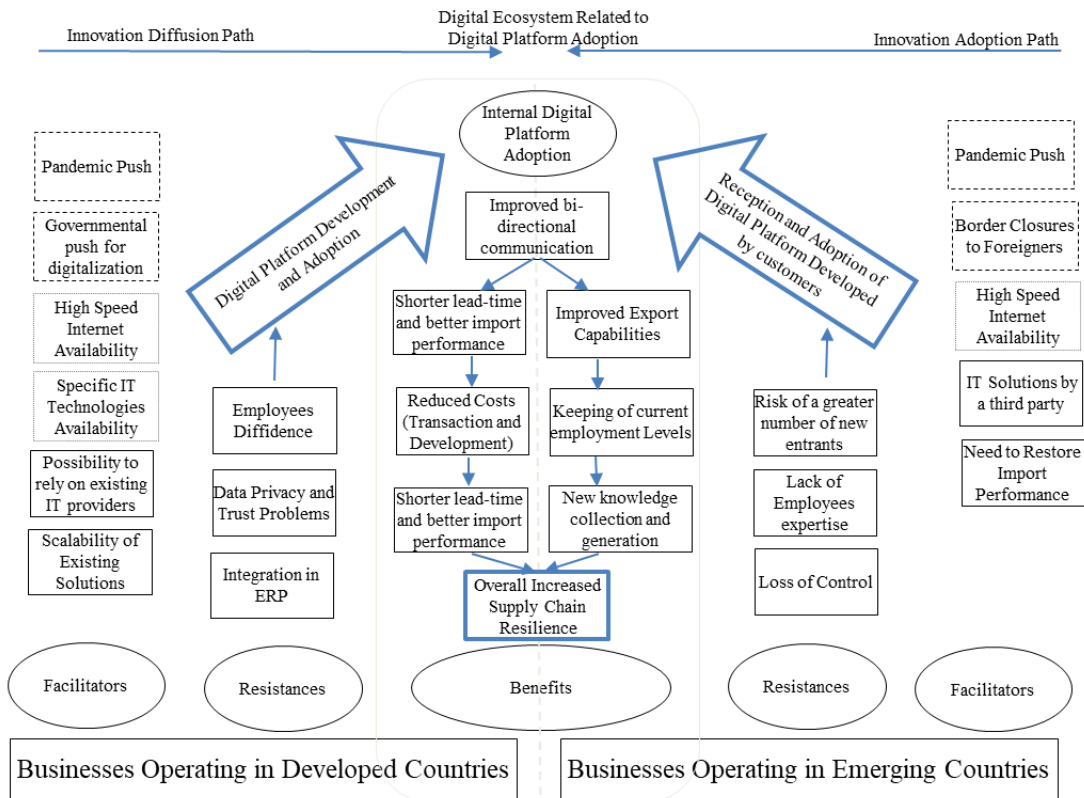 Digital Ecosystem Related to
Digital Platform Adoption
Innovation Diffusion Path
Innovation Adoption Path
Internal Digital
Platform
Adoption
Pandemic Push
Governmental
push for
digitalization
High Speed
Internet
Availability
Specific IT
Technologies
Availability
Possibility to
rely on existing
IT providers
Scalability of
Existing
Solutions
Digital Platform Development
and Adoption
Employees
Diffidence
Data Privacy and
Trust Problems
Integration in
ERP
Improved bi-
directional
communication
Shorter lead-time
and better import
performance
Reduced Costs
(Transaction and
Development)
Shorter lead-time
and better import
performance
Improved Export
Capabilities
Keeping of current
employment Levels
New knowledge
collection and
generation
Overall Increased
Supply Chain
Resilience
Reception and Adoption of
Digital Platform Developed
by customers
Risk of a greater
number of new
entrants
Lack of
Employees
expertise
Loss of Control
Pandemic Push
Border Closures
to Foreigners
High Speed
Internet
Availability
IT Solutions by
a third party
Need to Restore
Import
Performance
Facilitators
Resistances
Benefits
Resistances
Facilitators
Businesses Operating in Developed Countries
Businesses Operating in Emerging Countries